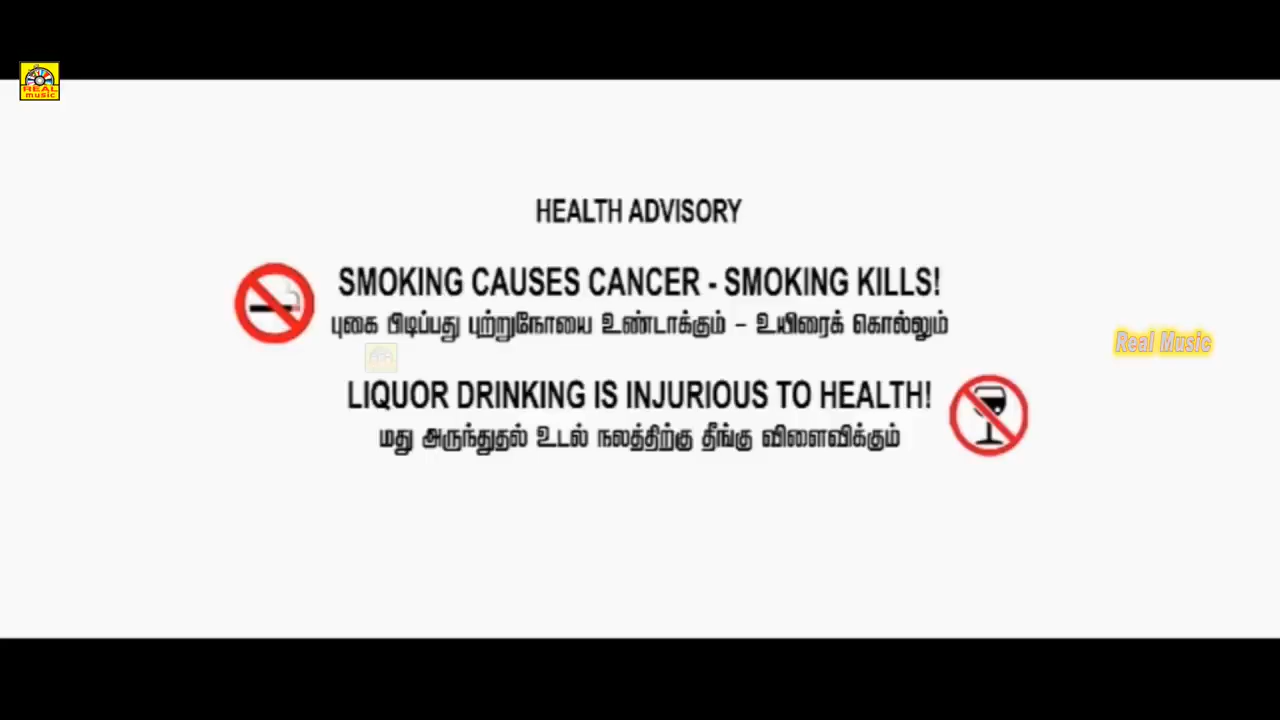 REAL
music
HEALTH ADVISORY
SMOKING CAUSES CANCER - SMOKING KILLS!
புகை பிடிப்பது புற்றுநோயை உண்டாக்கும் – உயிரைக் கொல்லும்
Real Music
LIQUOR DRINKING IS INJURIOUS TO HEALTH!
மது அருந்துதல் உடல் நலத்திற்கு தீங்கு விளைவிக்கும்